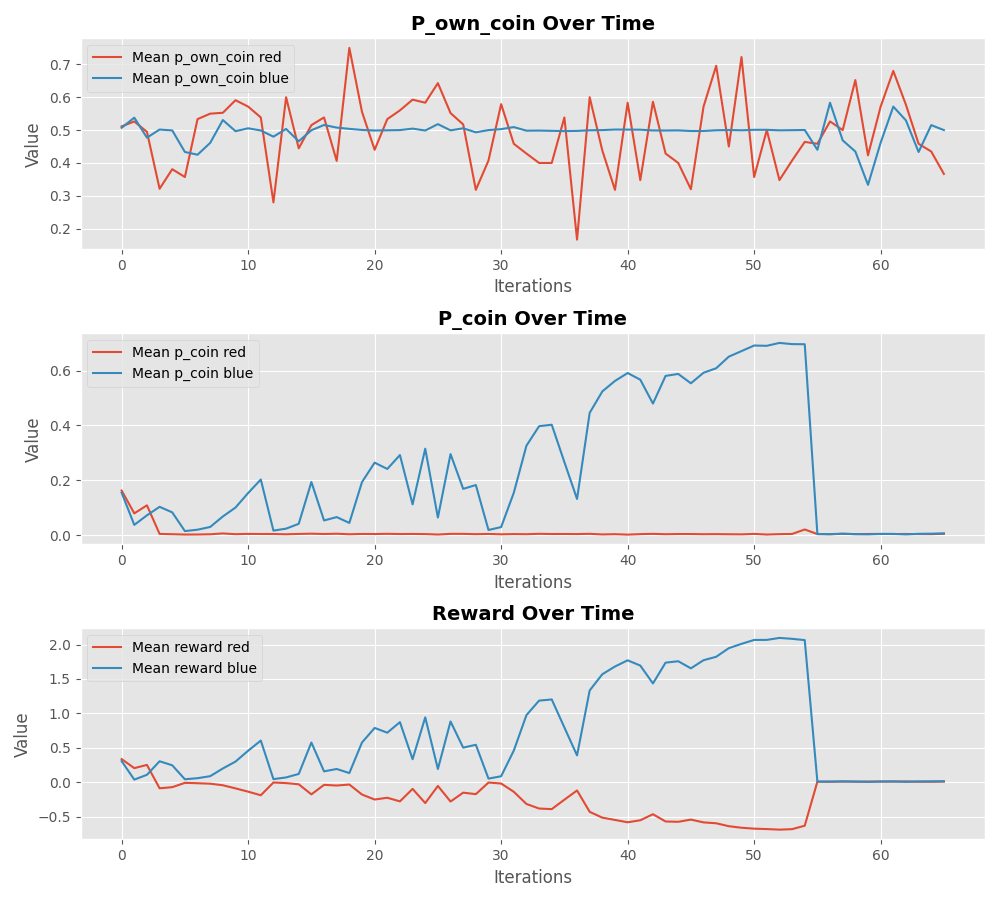 P_own_coin Over Time
Mean p_own_coin red
Mean p_own_coin blue
Value
0.7
0.6
0.5
0.4
0.3
0.2
0 10 20 30 40 50 60
Iterations
P_coin Over Time
Mean p_coin red
Mean p_coin blue
Value
0.6
0.4
0.2
0.0
0 10 20 30 40 50 60
Iterations
Reward Over Time
Mean reward red
Mean reward blue
Value
2.0
1.5
1.0
0.5
0.0
−0.5
0 10 20 30 40 50 60
Iterations